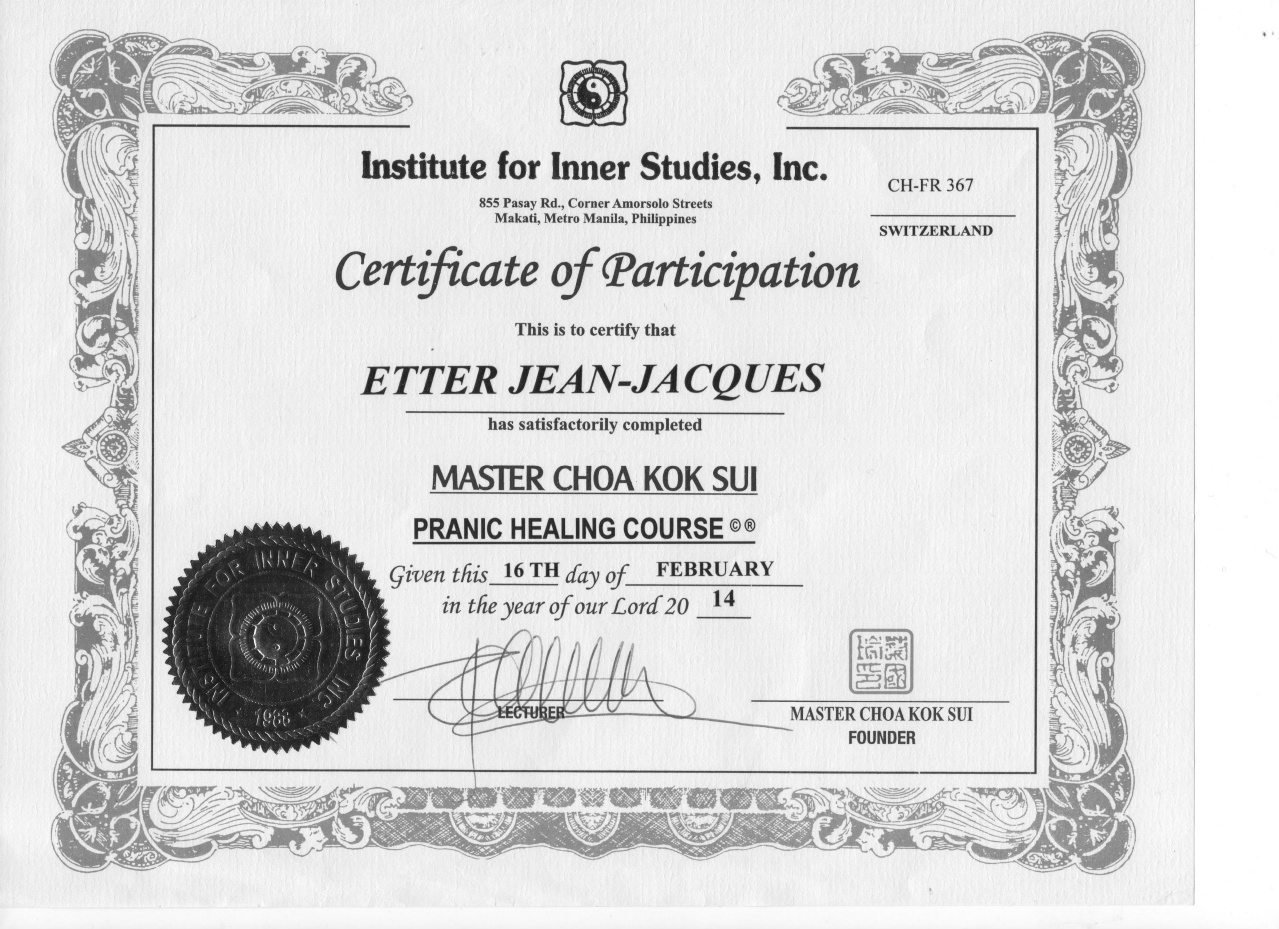 Institute for Inner Studies, Inc.
855 Pasay Rd., Corner Amorsolo Streets
Makati, Metro Manila, Philippines
CH-FR 367
SWITZERLAND
Certificate of Participation
This is to certify that
ETTER JEAN-JACQUES
has satisfactorily completed
MASTER CHOA KOK SUI
PRANIC HEALING COURSE ©®
Given this 16 TH day of FEBRUARY
in the year of our Lord 20 14
INSTITUTE FOR INNER STUDIES INC.
LECTURER
MASTER CHOA KOK SUI
FOUNDER